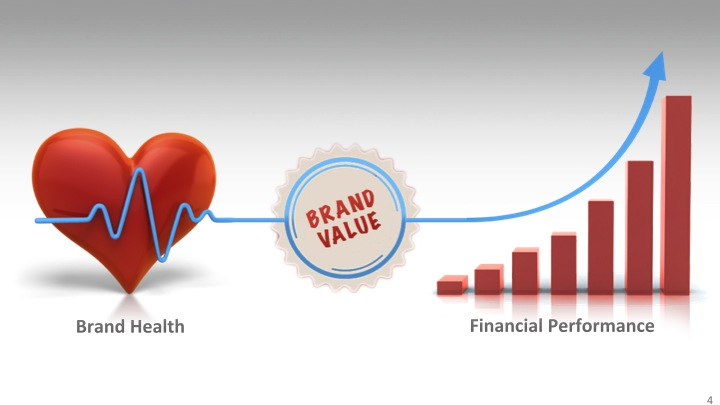 BRAND
VALUE
Brand Health
Financial Performance
4